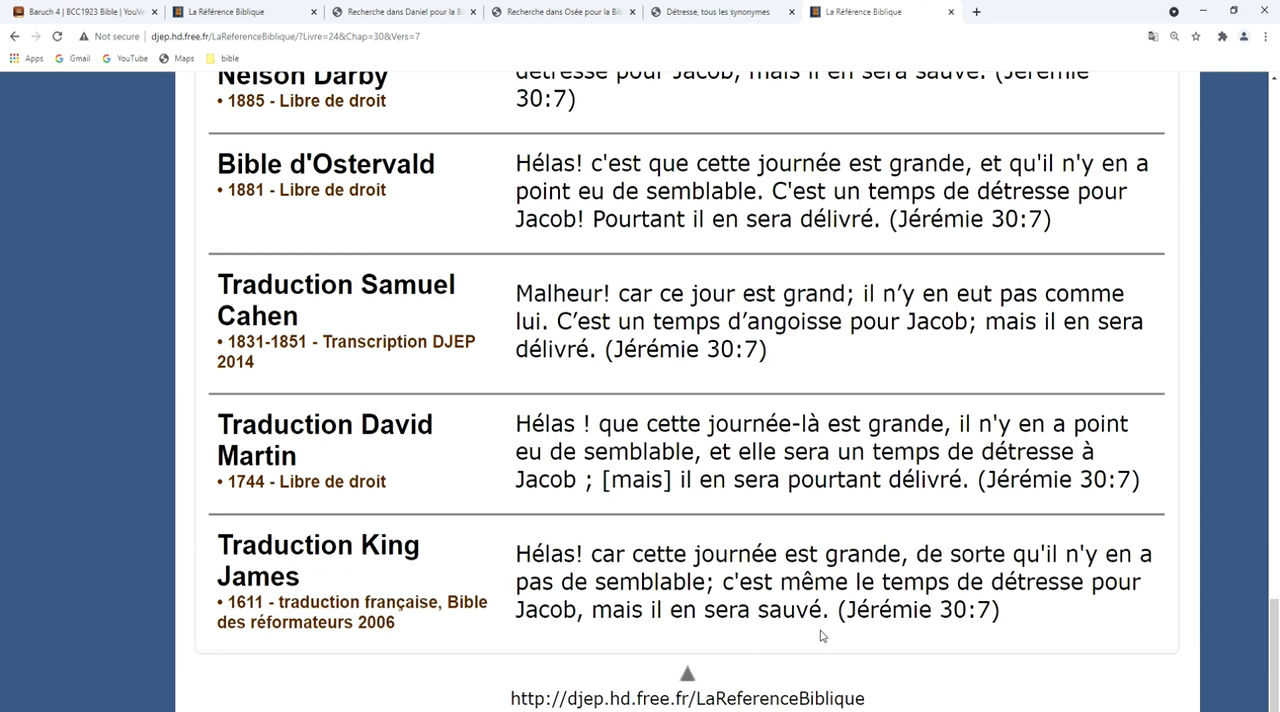 Baruch 4 | BCC1923 Bible | YouVe
La Référence Biblique
Recherche dans Daniel pour la B
Recherche dans Osée pour la Bib
Détresse, tous les synonymes
La Référence Biblique
Not secure | djep.hd.free.fr/LaReferenceBiblique/?Livre=24&Chap=30&Vers=7
Apps Gmail YouTube Maps bible
Nelson Darby
• 1885 - Libre de droit
détresse pour Jacob, mais il en sera sauvé. (Jérémie
30:7)
Bible d'Ostervald
• 1881 - Libre de droit
Hélas! c'est que cette journée est grande, et qu'il n'y en a
point eu de semblable. C'est un temps de détresse pour
Jacob! Pourtant il en sera délivré. (Jérémie 30:7)
Traduction Samuel
Cahen
• 1831-1851 - Transcription DJEP
2014
Malheur! car ce jour est grand; il n’y en eut pas comme
lui. C’est un temps d’angoisse pour Jacob; mais il en sera
délivré. (Jérémie 30:7)
Traduction David
Martin
• 1744 - Libre de droit
Hélas ! que cette journée-là est grande, il n'y en a point
eu de semblable, et elle sera un temps de détresse à
Jacob ; [mais] il en sera pourtant délivré. (Jérémie 30:7)
Traduction King
James
• 1611 - traduction française, Bible
des réformateurs 2006
Hélas! car cette journée est grande, de sorte qu'il n'y en a
pas de semblable; c'est même le temps de détresse pour
Jacob, mais il en sera sauvé. (Jérémie 30:7)
http://djep.hd.free.fr/LaReferenceBiblique